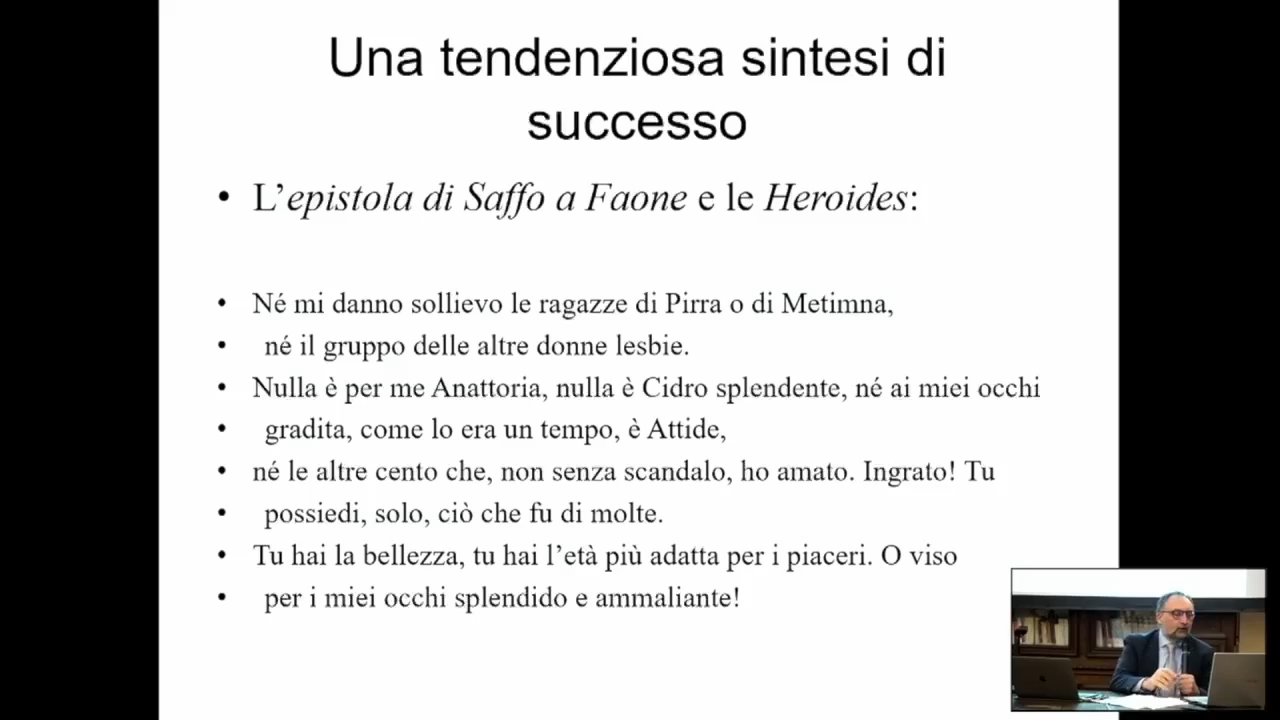 Una tendenziosa sintesi di
successo
• L’epistola di Saffo a Faone e le Heroides:
• Né mi danno sollievo le ragazze di Pirra o di Metimna,
• né il gruppo delle altre donne lesbie.
• Nulla è per me Anattoria, nulla è Cidro splendente, né ai miei occhi
• gradita, come lo era un tempo, è Attide,
• né le altre cento che, non senza scandalo, ho amato. Ingrato! Tu
• possiedi, solo, ciò che fu di molte.
• Tu hai la bellezza, tu hai l’età più adatta per i piaceri. O viso
• per i miei occhi splendido e ammaliante!